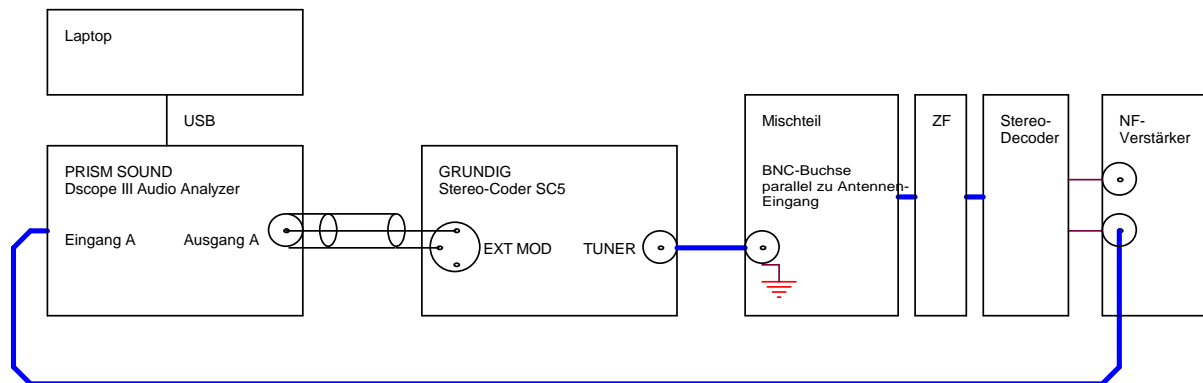 Laptop
USB
PRISM SOUND
Dscope III Audio Analyzer
Eingang A
Ausgang A
GRUNDIG
Stereo-Coder SC5
EXT MOD
TUNER
Mischteil
BNC-Buchse
parallel zu Antennen-
Eingang
ZF
Stereo-
Decoder
NF-
Verstärker